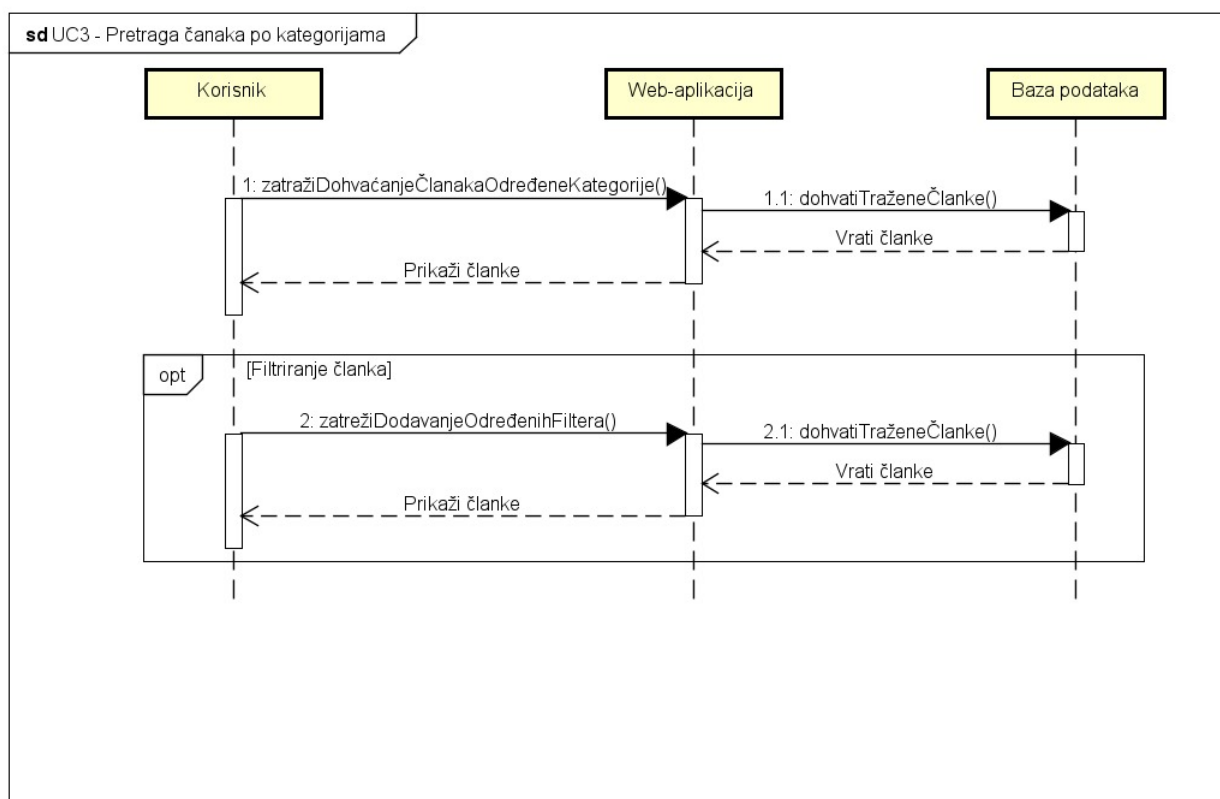 sd UC3 - Pretraga čanaka po kategorijama
Korisnik
Web-aplikacija
Baza podataka
1: zatražiDohvaćanjeČlanakaOdređeneKategorije()
1.1: dohvatiTraženeČlanke()
Vrati članke
Prikaži članke
opt
[Filtriranje članka]
2: zatrežiDodavanjeOdređenihFiltera()
2.1: dohvatiTraženeČlanke()
Vrati članke
Prikaži članke